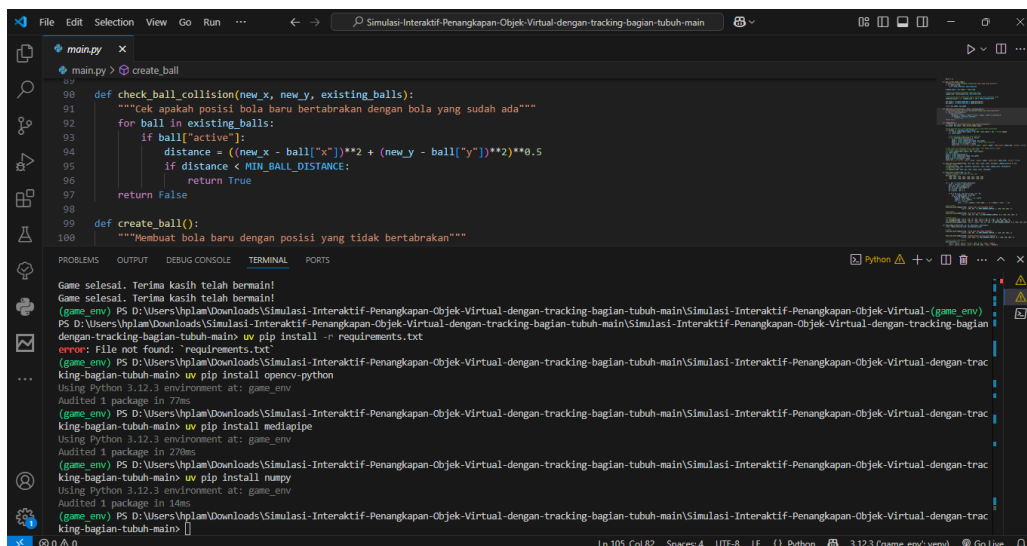 File Edit Selection View Go Run ... Simulasi-Interaktif-Penangkapan-Objek-Virtual-dengan-tracking-bagian-tubuh-main
main.py
main.py > create_ball
89
90 def check_ball_collision(new_x, new_y, existing_balls):
91 """Cek apakah posisi bola baru bertabrakan dengan bola yang sudah ada"""
92 for ball in existing_balls:
93 if ball["active"]:
94 distance = ((new_x - ball["x"])**2 + (new_y - ball["y"])**2)**0.5
95 if distance < MIN_BALL_DISTANCE:
96 return True
97 return False
98
99 def create_ball():
100 """Membuat bola baru dengan posisi yang tidak bertabrakan"""
PROBLEMS OUTPUT DEBUG CONSOLE TERMINAL PORTS Python
Game selesai. Terima kasih telah bermain!
Game selesai. Terima kasih telah bermain!
(game_env) PS D:\Users\hplam\Downloads\Simulasi-Interaktif-Penangkapan-Objek-Virtual-dengan-tracking-bagian-tubuh-main\Simulasi-Interaktif-Penangkapan-Objek-Virtual-(game_env)
PS D:\Users\hplam\Downloads\Simulasi-Interaktif-Penangkapan-Objek-Virtual-dengan-tracking-bagian-tubuh-main\Simulasi-Interaktif-Penangkapan-Objek-Virtual-dengan-tracking-bagian
dengan-tracking-bagian-tubuh-main> uv pip install -r requirements.txt
error: File not found: `requirements.txt`
(game_env) PS D:\Users\hplam\Downloads\Simulasi-Interaktif-Penangkapan-Objek-Virtual-dengan-tracking-bagian-tubuh-main\Simulasi-Interaktif-Penangkapan-Objek-Virtual-dengan-trac
king-bagian-tubuh-main> uv pip install opencv-python
Using Python 3.12.3 environment at: game_env
Audited 1 package in 77ms
(game_env) PS D:\Users\hplam\Downloads\Simulasi-Interaktif-Penangkapan-Objek-Virtual-dengan-tracking-bagian-tubuh-main\Simulasi-Interaktif-Penangkapan-Objek-Virtual-dengan-trac
king-bagian-tubuh-main> uv pip install mediapipe
Using Python 3.12.3 environment at: game_env
Audited 1 package in 270ms
(game_env) PS D:\Users\hplam\Downloads\Simulasi-Interaktif-Penangkapan-Objek-Virtual-dengan-tracking-bagian-tubuh-main\Simulasi-Interaktif-Penangkapan-Objek-Virtual-dengan-trac
king-bagian-tubuh-main> uv pip install numpy
Using Python 3.12.3 environment at: game_env
Audited 1 package in 14ms
(game_env) PS D:\Users\hplam\Downloads\Simulasi-Interaktif-Penangkapan-Objek-Virtual-dengan-tracking-bagian-tubuh-main\Simulasi-Interaktif-Penangkapan-Objek-Virtual-dengan-trac
king-bagian-tubuh-main>
0 0 0 Ln 105, Col 82 Spaces: 4 UTF-8 LF {} Python 3.12.3 ('game_env': venv) Go Live